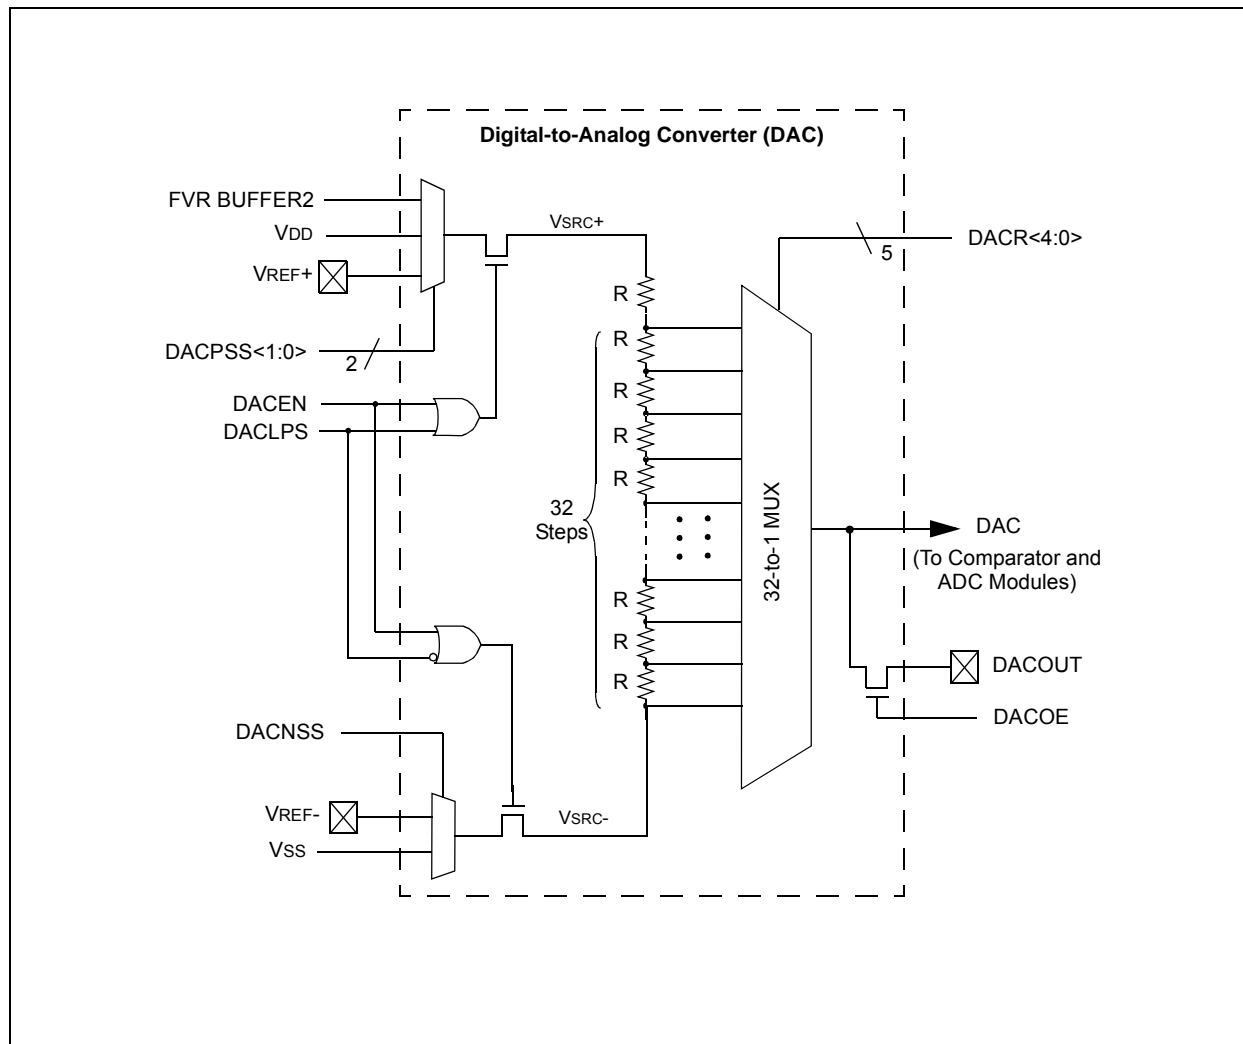 Digital-to-Analog Converter (DAC)
FVR BUFFER2
VDD
VREF+
DACPSS<1:0>
2
DACEN
DACLPS
VSRC+
R
R
R
R
R
32
Steps
R
R
R
32-to-1 MUX
5
DACR<4:0>
DAC
(To Comparator and
ADC Modules)
DACOUT
DACOE
DACNSS
VREF-
VSS
VSRC-